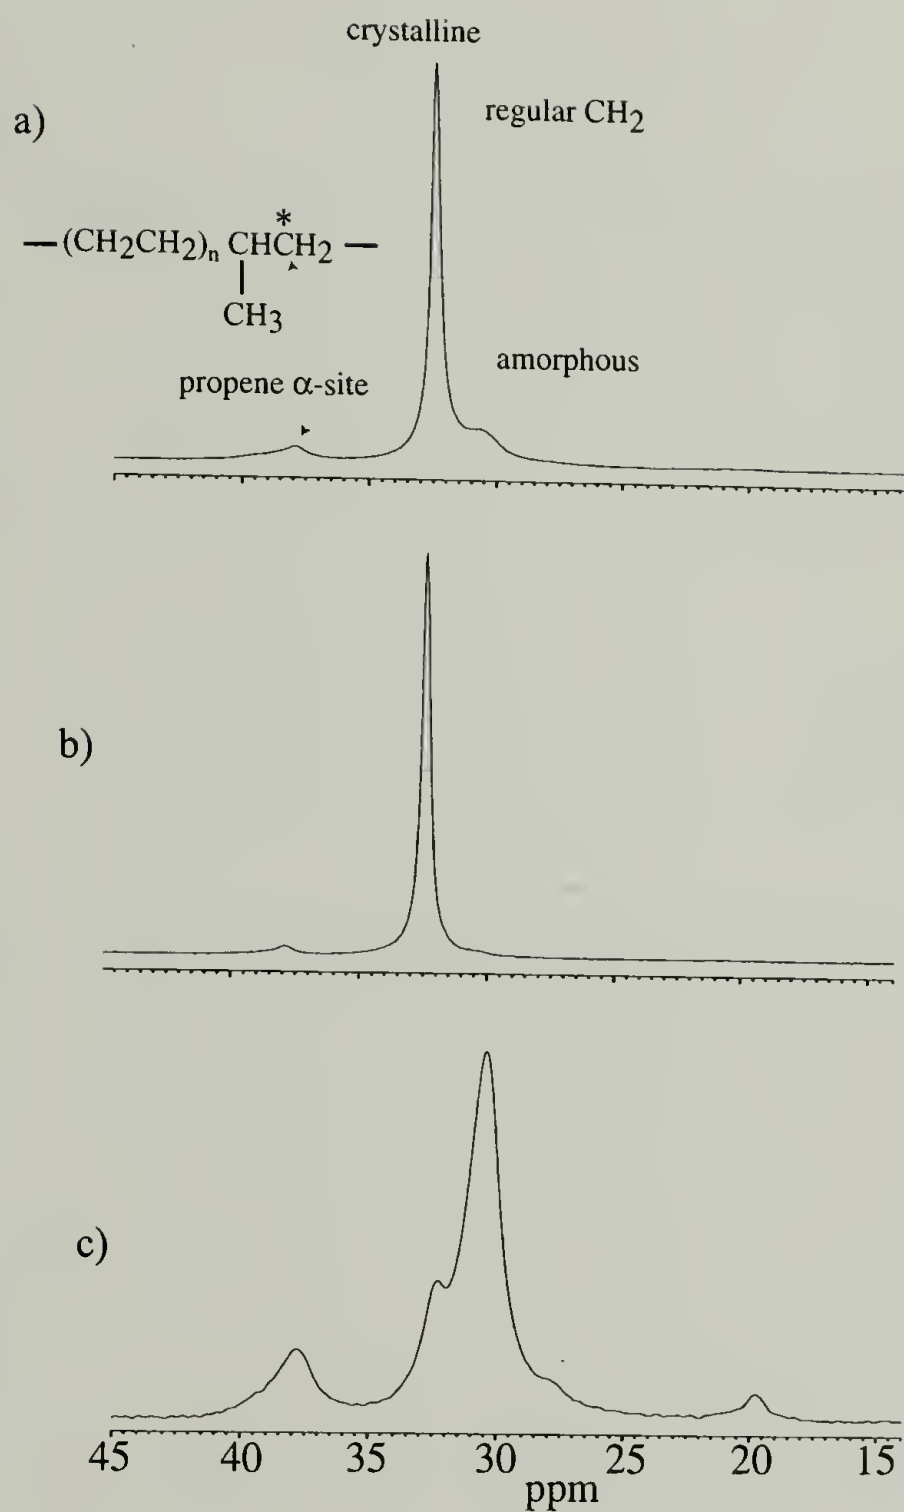 crystalline
a)
regular CH2
*
—(CH2CH2)n CHCH2—
CH3
amorphous
propene α-site
b)
c)
45 40 35 30 25 20 15
ppm